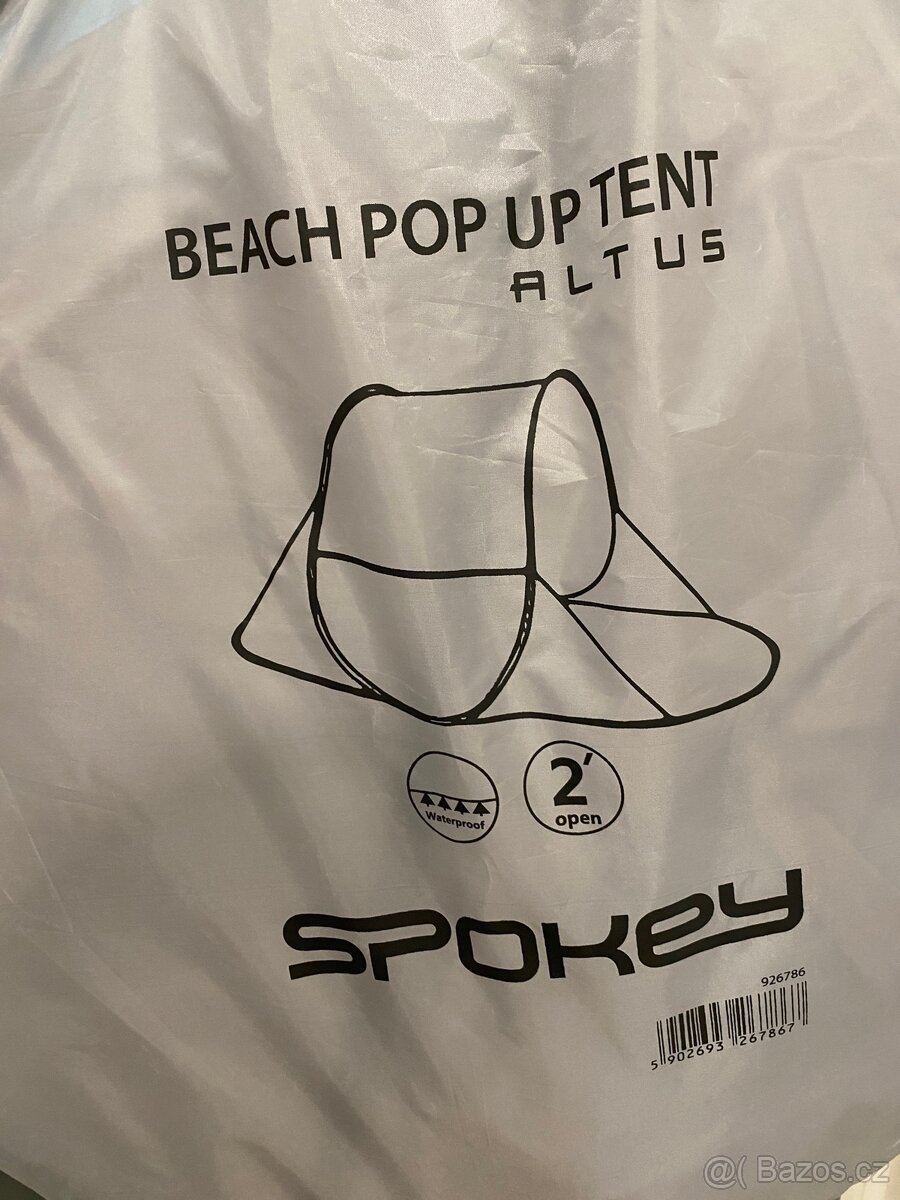 BEACH POP UP TENT
ALTUS
Waterproof
2' open
SPOKEY
926786
5 902693 267867
@( Bazos.cz